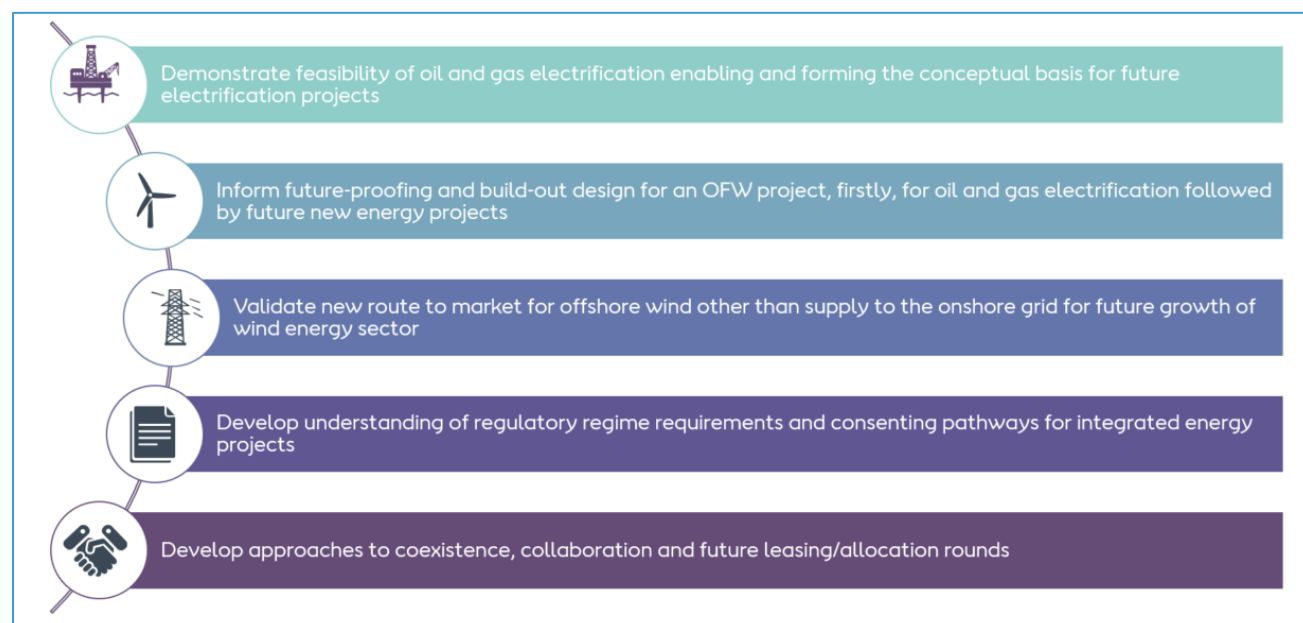 Demonstrate feasibility of oil and gas electrification enabling and forming the conceptual basis for future
electrification projects
Inform future-proofing and build-out design for an OFW project, firstly, for oil and gas electrification followed
by future new energy projects
Validate new route to market for offshore wind other than supply to the onshore grid for future growth of
wind energy sector
Develop understanding of regulatory regime requirements and consenting pathways for integrated energy
projects
Develop approaches to coexistence, collaboration and future leasing/allocation rounds